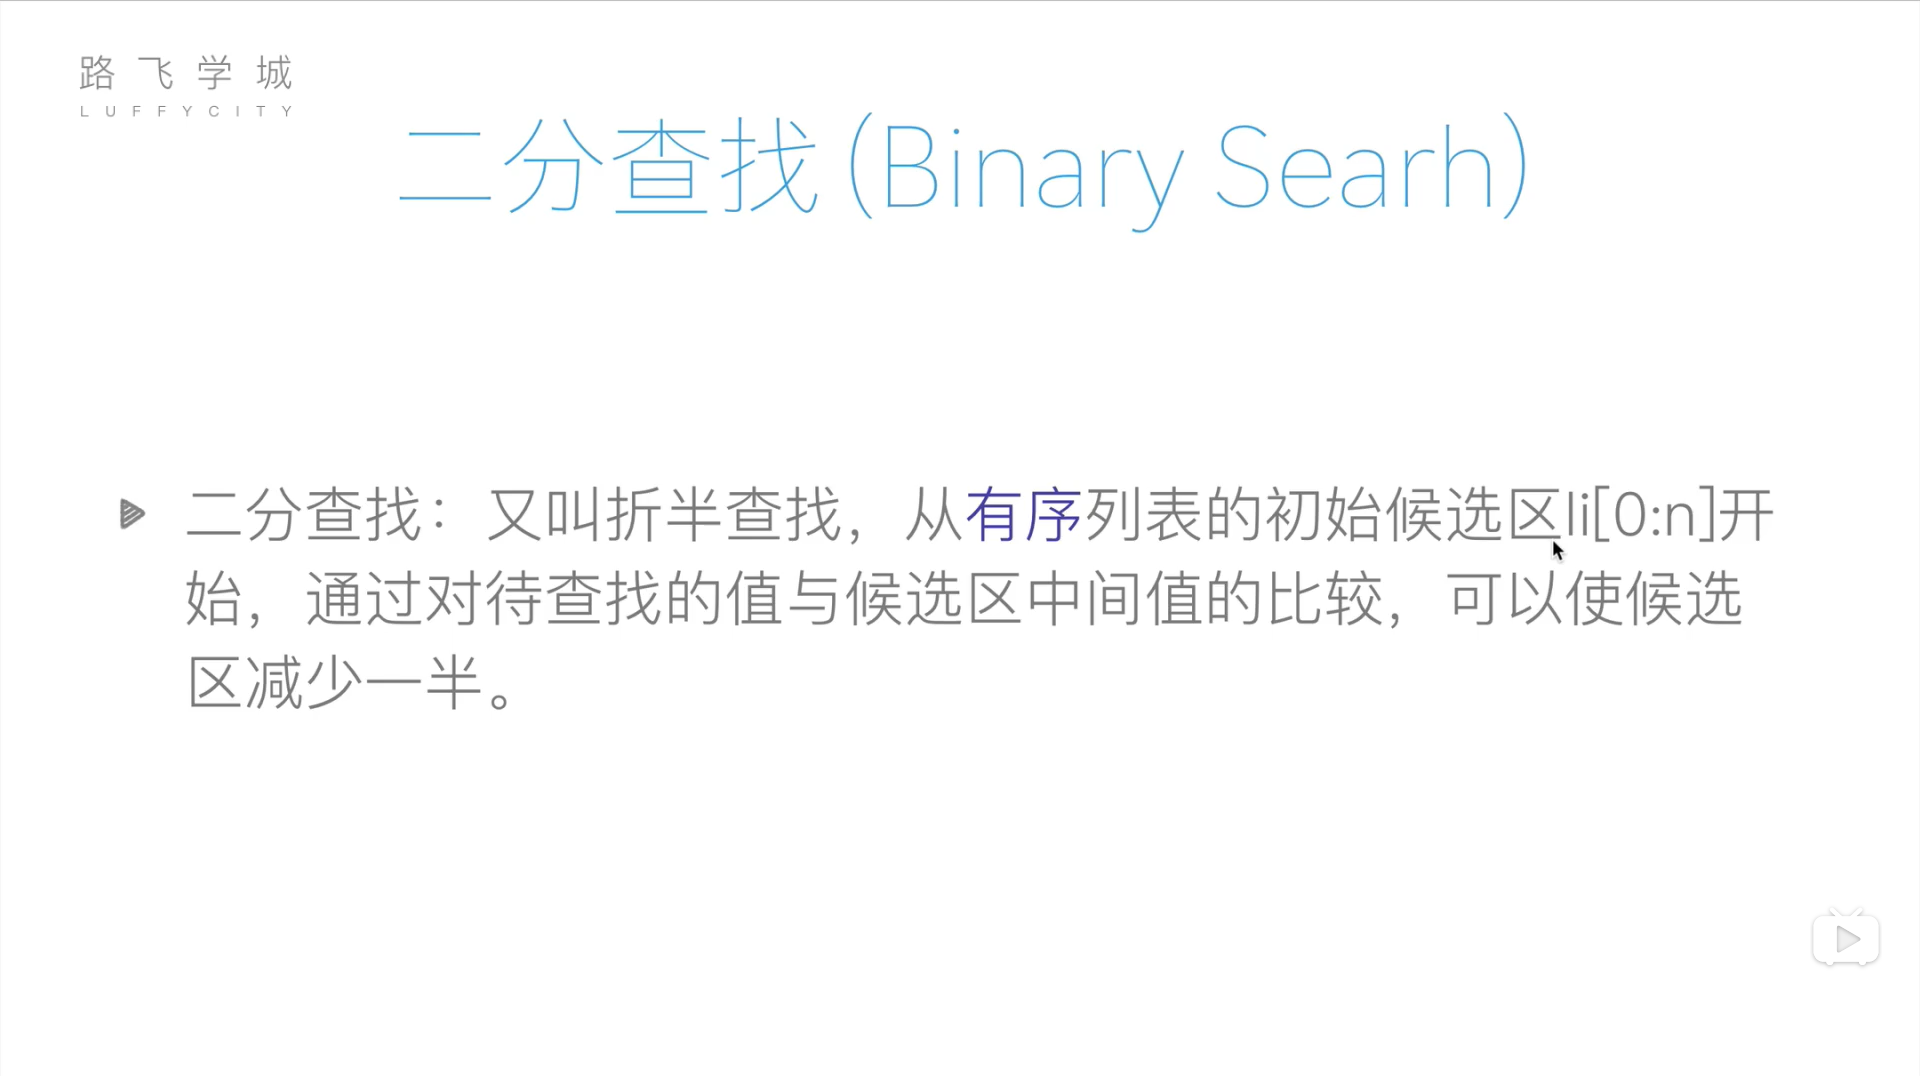 路飞学城
LUFFYCITY
二分查找(Binary Searh)
二分查找：又叫折半查找，从有序列表的初始候选区li[0:n]开
始，通过对待查找的值与候选区中间值的比较，可以使候选
区减少一半。